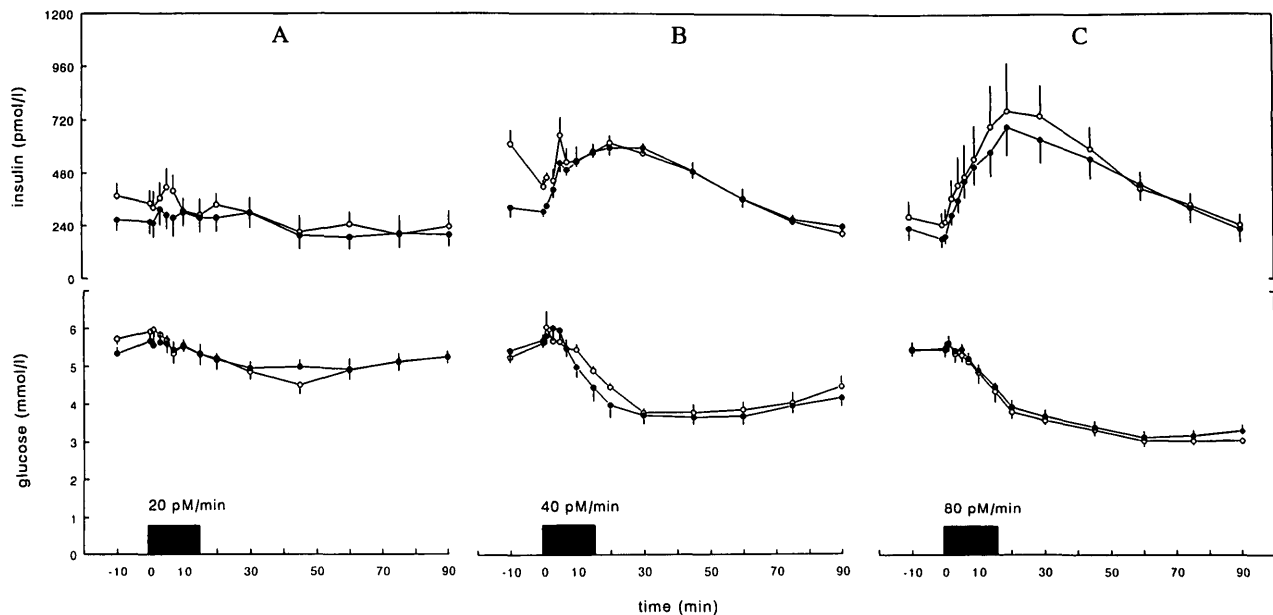 A B C
insulin (pmol/l)
1200
960
720
480
240
0
glucose (mmol/l)
6
5
4
3
2
1
0
20 pM/min 40 pM/min 80 pM/min
-10 0 10 30 50 70 90 -10 0 10 30 50 70 90 -10 0 10 30 50 70 90
time (min)